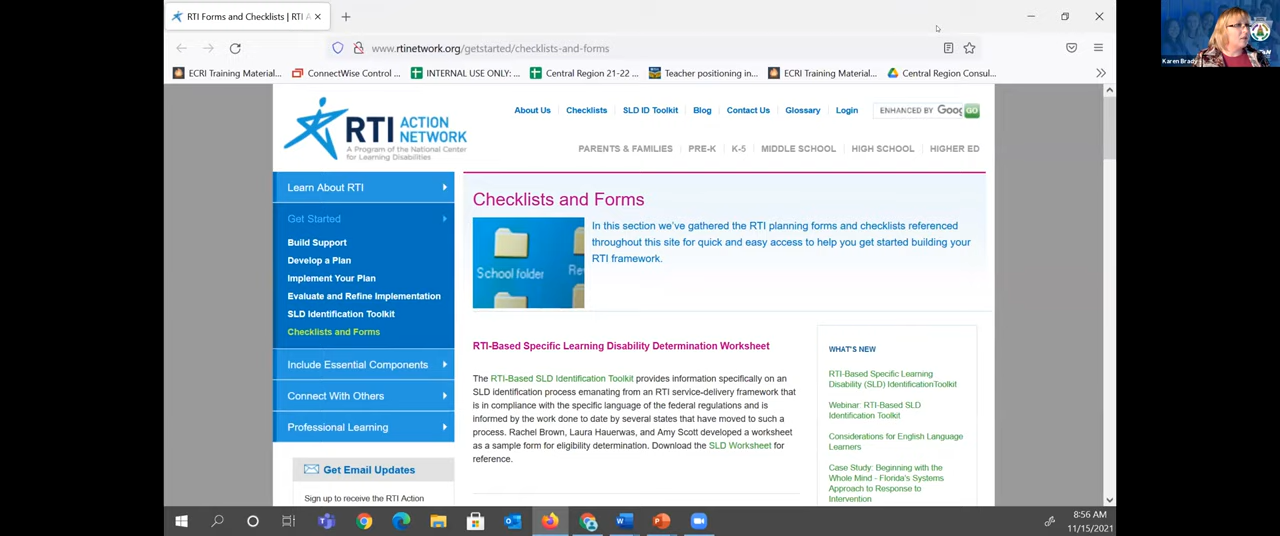 RTI Forms and Checklists | RTI A
www.rtinetwork.org/getstarted/checklists-and-forms
ECRI Training Material...
ConnectWise Control ...
INTERNAL USE ONLY:...
Central Region 21-22 ...
Teacher positioning in...
ECRI Training Material...
Central Region Consul...
Karen Brady
About Us
Checklists
SLD ID Toolkit
Blog
Contact Us
Glossary
Login
ENHANCED BY Goog
GO
RTI ACTION NETWORK
A Program of the National Center
for Learning Disabilities
PARENTS & FAMILIES
PRE-K
K-5
MIDDLE SCHOOL
HIGH SCHOOL
HIGHER ED
Learn About RTI
Get Started
Build Support
Develop a Plan
Implement Your Plan
Evaluate and Refine Implementation
SLD Identification Toolkit
Checklists and Forms
Include Essential Components
Connect With Others
Professional Learning
Get Email Updates
Sign up to receive the RTI Action
Checklists and Forms
School folder
Re
In this section we've gathered the RTI planning forms and checklists referenced
throughout this site for quick and easy access to help you get started building your
RTI framework.
RTI-Based Specific Learning Disability Determination Worksheet
The RTI-Based SLD Identification Toolkit provides information specifically on an
SLD identification process emanating from an RTI service-delivery framework that
is in compliance with the specific language of the federal regulations and is
informed by the work done to date by several states that have moved to such a
process. Rachel Brown, Laura Hauerwas, and Amy Scott developed a worksheet
as a sample form for eligibility determination. Download the SLD Worksheet for
reference.
WHAT'S NEW
RTI-Based Specific Learning
Disability (SLD) IdentificationToolkit
Webinar: RTI-Based SLD
Identification Toolkit
Considerations for English Language
Learners
Case Study: Beginning with the
Whole Mind - Florida's Systems
Approach to Response to
Intervention
8:56 AM
11/15/2021